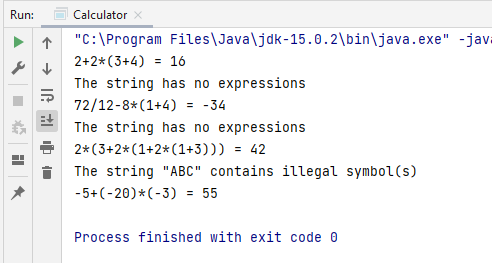 Run: Calculator ×
"C:\Program Files\Java\jdk-15.0.2\bin\java.exe" -jav
2+2*(3+4) = 16
The string has no expressions
72/12-8*(1+4) = -34
The string has no expressions
2*(3+2*(1+2*(1+3))) = 42
The string "ABC" contains illegal symbol(s)
-5+(-20)*(-3) = 55
Process finished with exit code 0